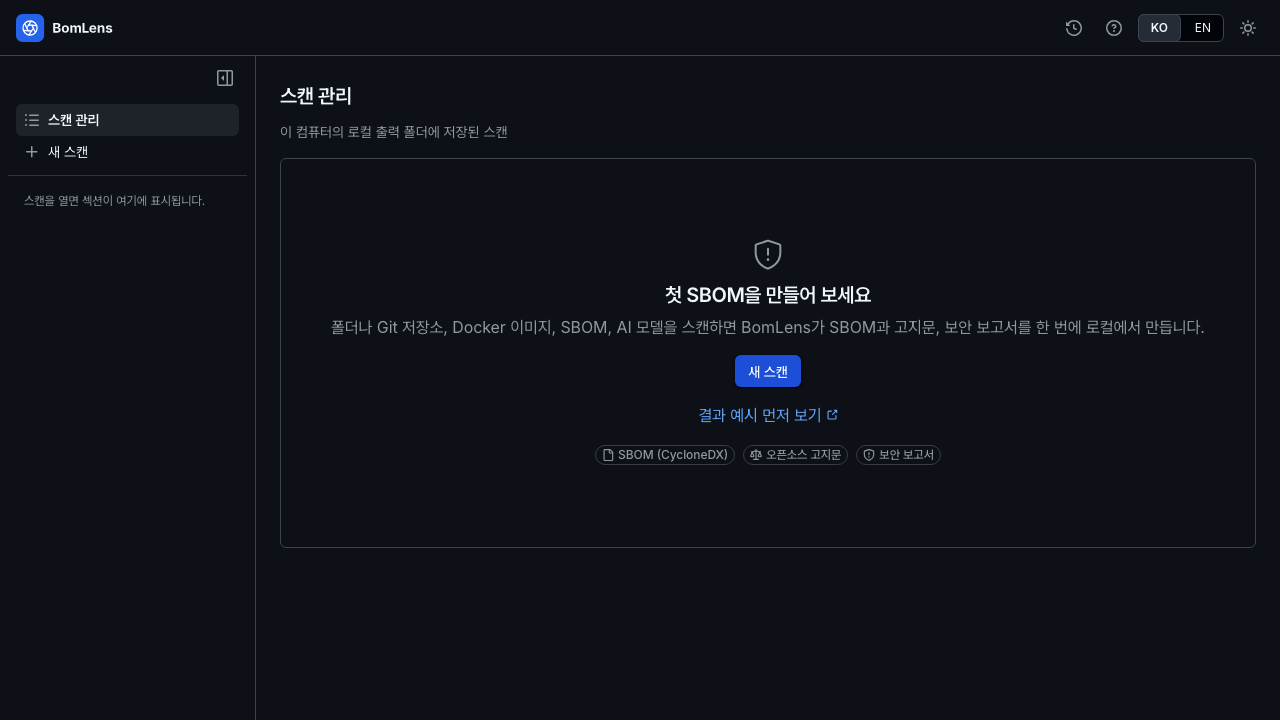 BomLens
KO
EN
스캔 관리
새 스캔
스캔을 열면 섹션이 여기에 표시됩니다.
스캔 관리
이 컴퓨터의 로컬 출력 폴더에 저장된 스캔
첫 SBOM을 만들어 보세요
폴더나 Git 저장소, Docker 이미지, SBOM, AI 모델을 스캔하면 BomLens가 SBOM과 고지문, 보안 보고서를 한 번에 로컬에서 만듭니다.
새 스캔
결과 예시 먼저 보기
SBOM (CycloneDX)
오픈소스 고지문
보안 보고서